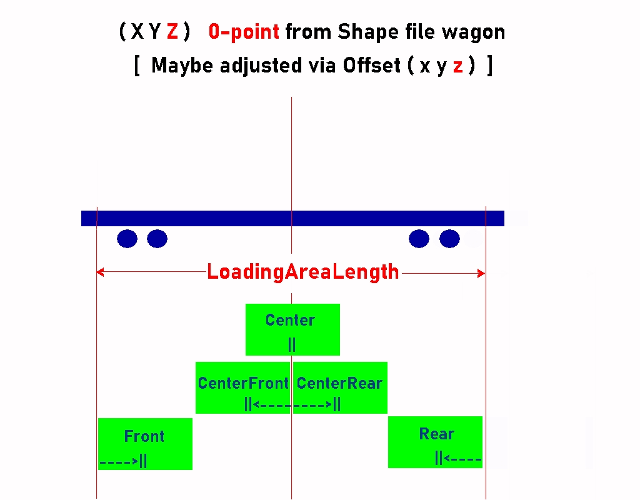 ( X Y Z ) 0-point from Shape file wagon
[ Maybe adjusted via Offset ( x y z ) ]
LoadingAreaLength
Center
||
CenterFront CenterRear
||<-------->||
Front
---->||
Rear
||<----